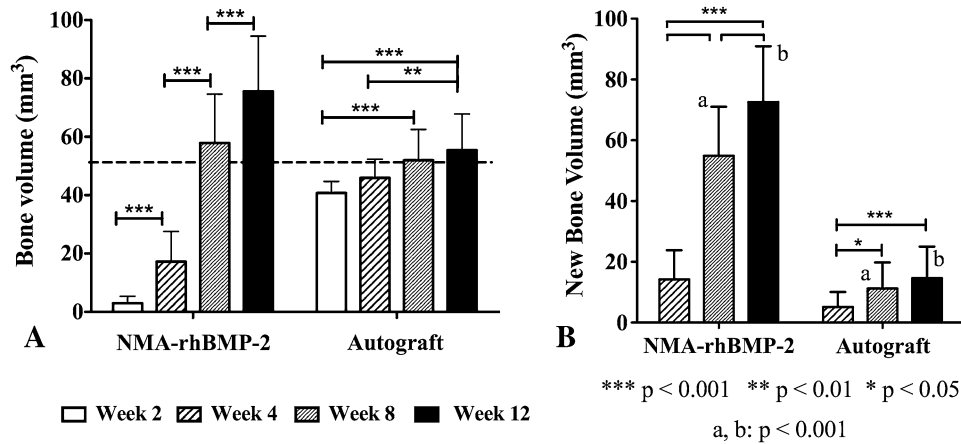 Bone volume (mm³)
100
80
60
40
20
0
***
***
***
***
**
***
NMA-rhBMP-2 Autograft
A
Week 2 Week 4 Week 8 Week 12
New Bone Volume (mm³)
100
80
60
40
20
0
***
b
a
***
*
b
a
NMA-rhBMP-2 Autograft
B
*** p < 0.001 ** p < 0.01 * p < 0.05
a, b: p < 0.001